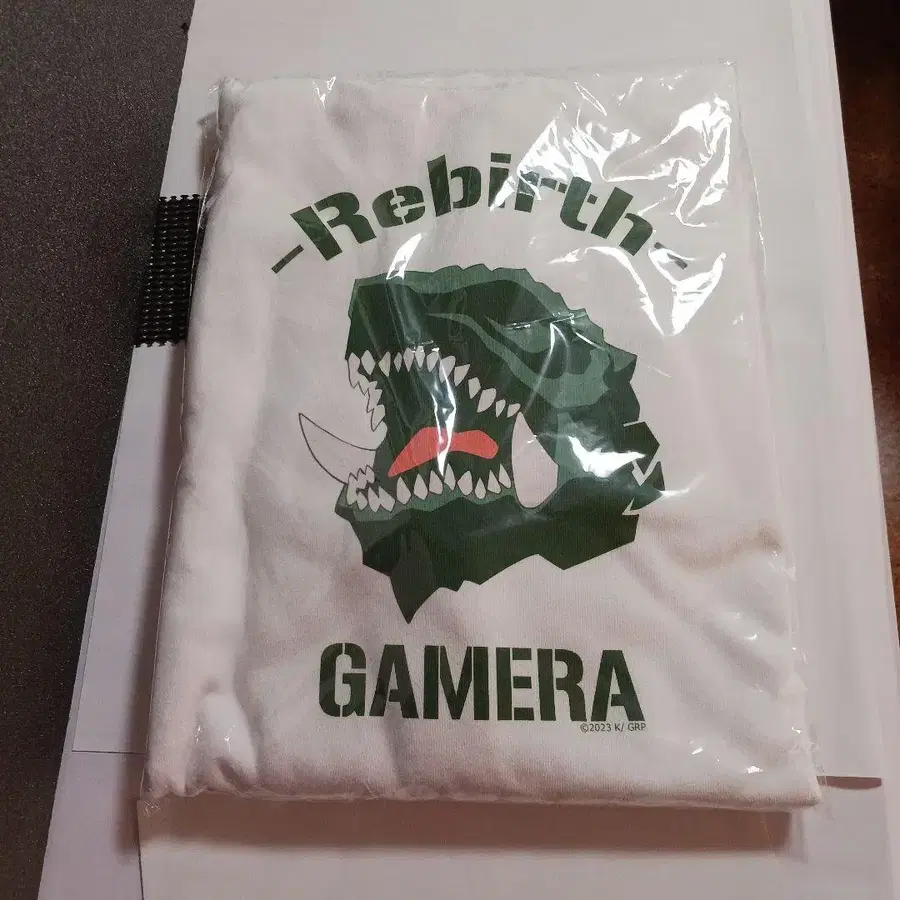 -Rebirth-
GAMERA
©2023 K/ GRP